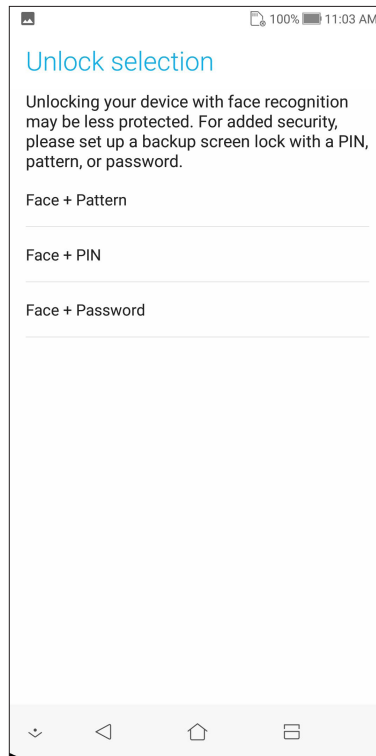 100% 11:03 AM
Unlock selection
Unlocking your device with face recognition
may be less protected. For added security,
please set up a backup screen lock with a PIN,
pattern, or password.
Face + Pattern
Face + PIN
Face + Password